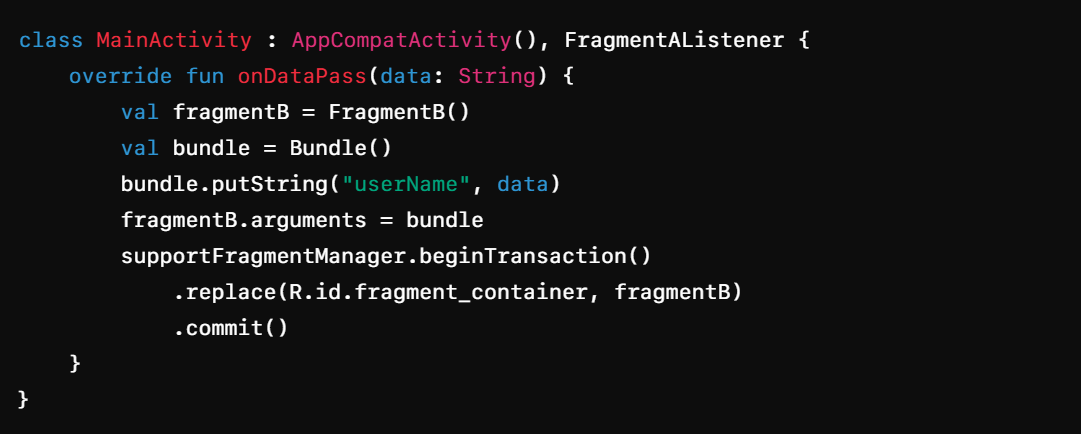 class MainActivity : AppCompatActivity(), FragmentAListener {
    override fun onDataPass(data: String) {
        val fragmentB = FragmentB()
        val bundle = Bundle()
        bundle.putString("userName", data)
        fragmentB.arguments = bundle
        supportFragmentManager.beginTransaction()
            .replace(R.id.fragment_container, fragmentB)
            .commit()
    }
}